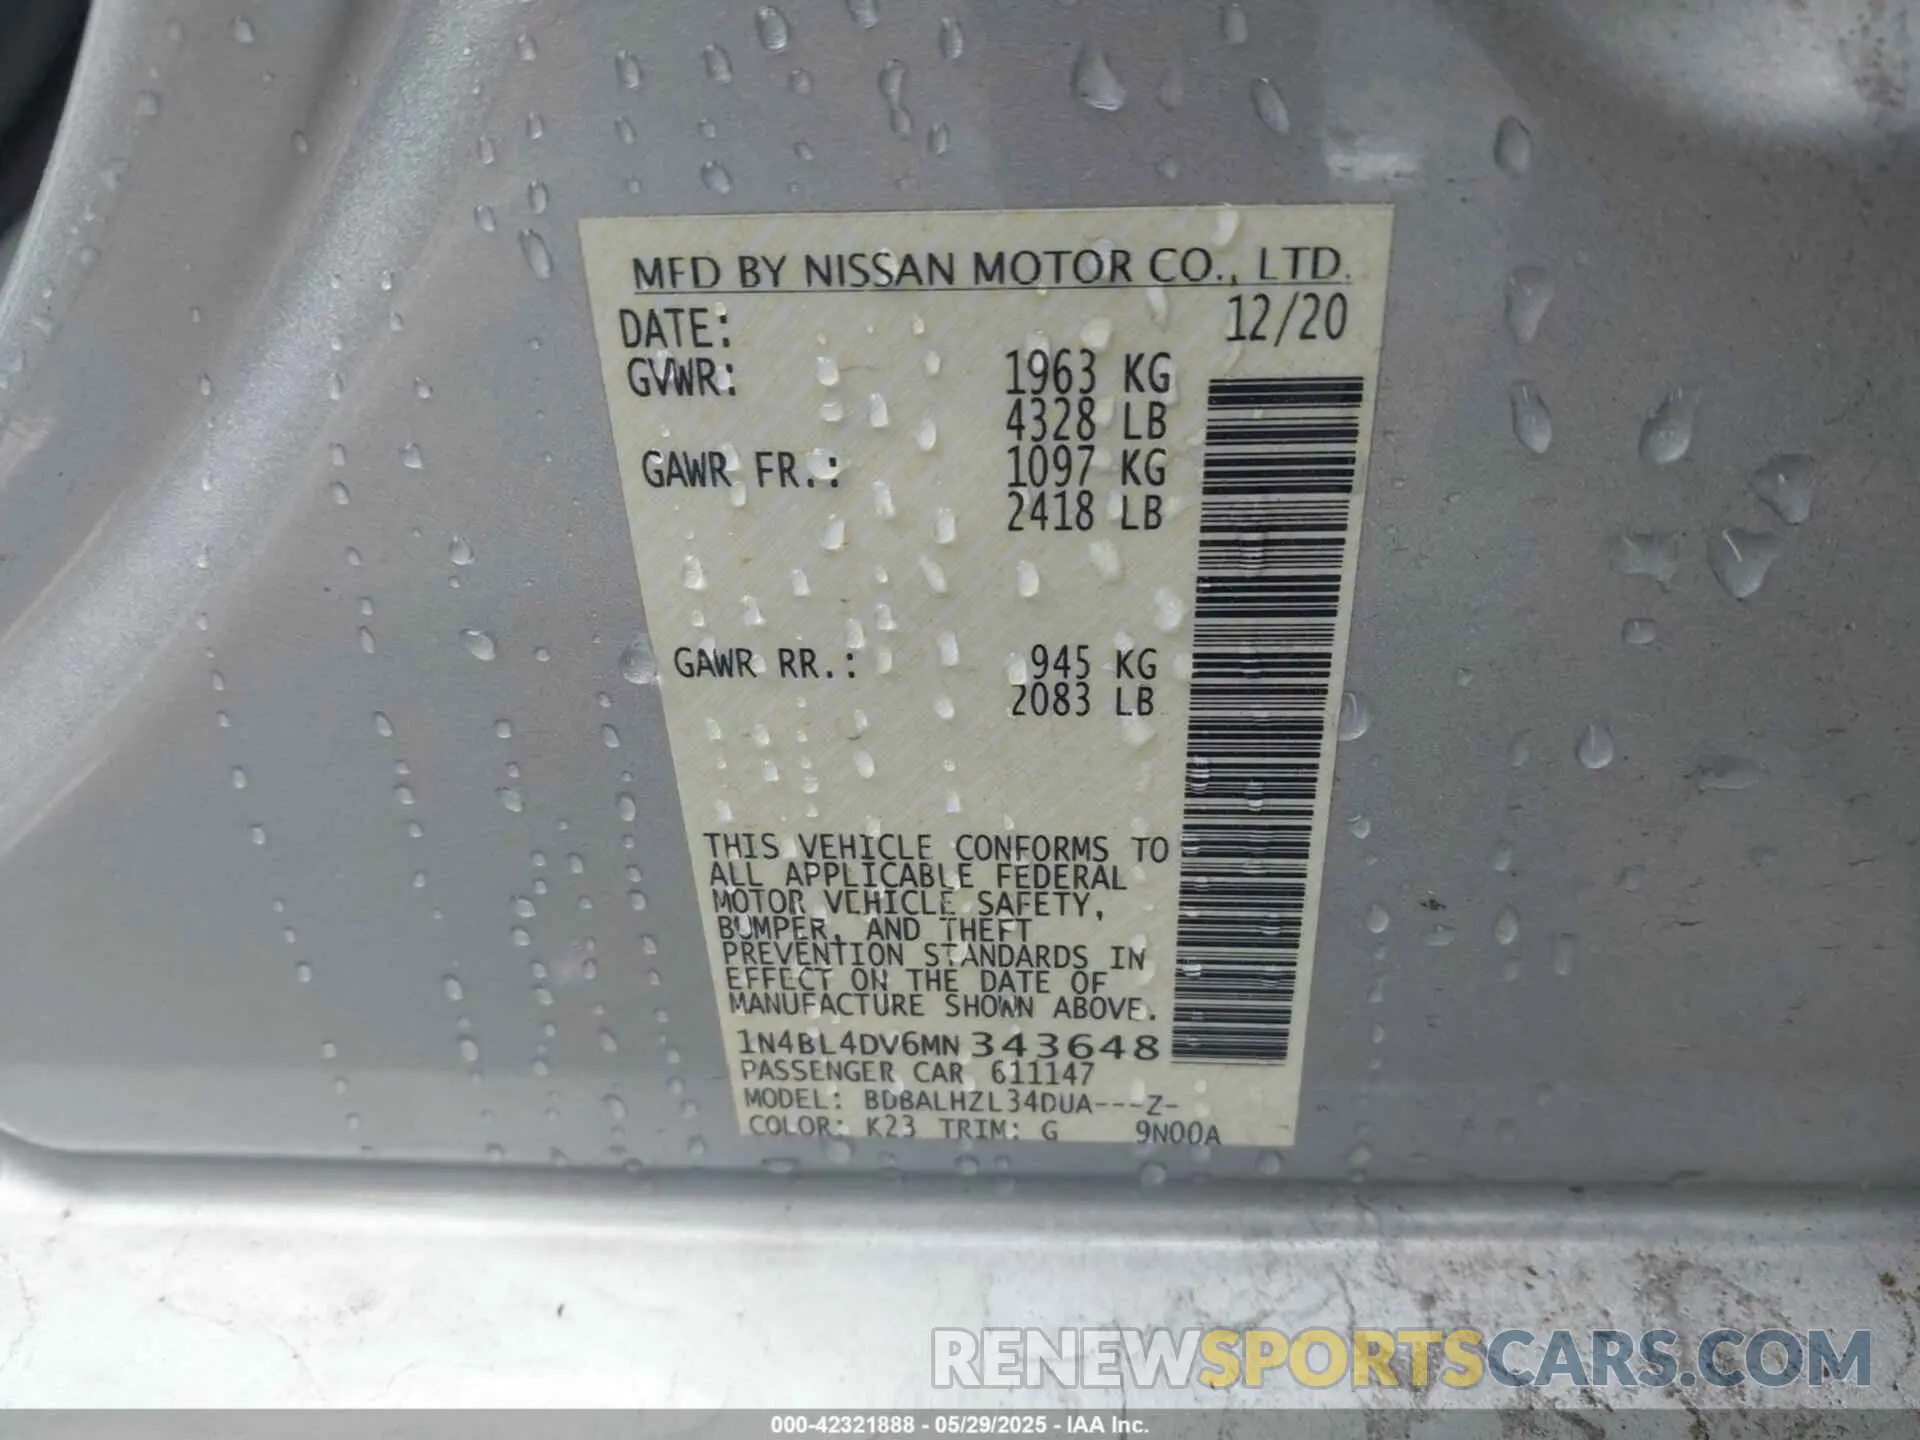 MFD BY NISSAN MOTOR CO., LTD.
DATE: 12/20
GVWR: 1963 KG
4328 LB
GAWR FR.: 1097 KG
2418 LB
GAWR RR.: 945 KG
2083 LB
THIS VEHICLE CONFORMS TO
ALL APPLICABLE FEDERAL
MOTOR VEHICLE SAFETY,
BUMPER, AND THEFT
PREVENTION STANDARDS IN
EFFECT ON THE DATE OF
MANUFACTURE SHOWN ABOVE.
1N4BL4DV6MN343648
PASSENGER CAR 611147
MODEL: BDBALHZL34DUA---Z-
COLOR: K23 TRIM: G 9N00A
RENEWSPORTSCARS.COM
000-42321888 - 05/29/2025 - IAA Inc.